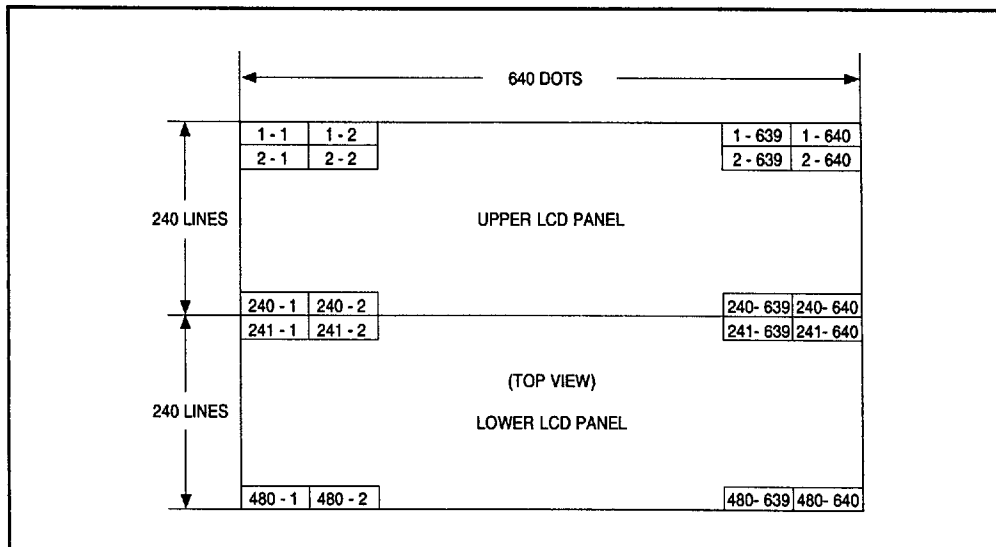 640 DOTS
1 - 1 1 - 2 1 - 639 1 - 640
2 - 1 2 - 2 2 - 639 2 - 640
240 LINES UPPER LCD PANEL
240 - 1 240 - 2 240- 639 240- 640
241 - 1 241 - 2 241- 639 241- 640
(TOP VIEW)
240 LINES
LOWER LCD PANEL
480 - 1 480 - 2 480- 639 480- 640